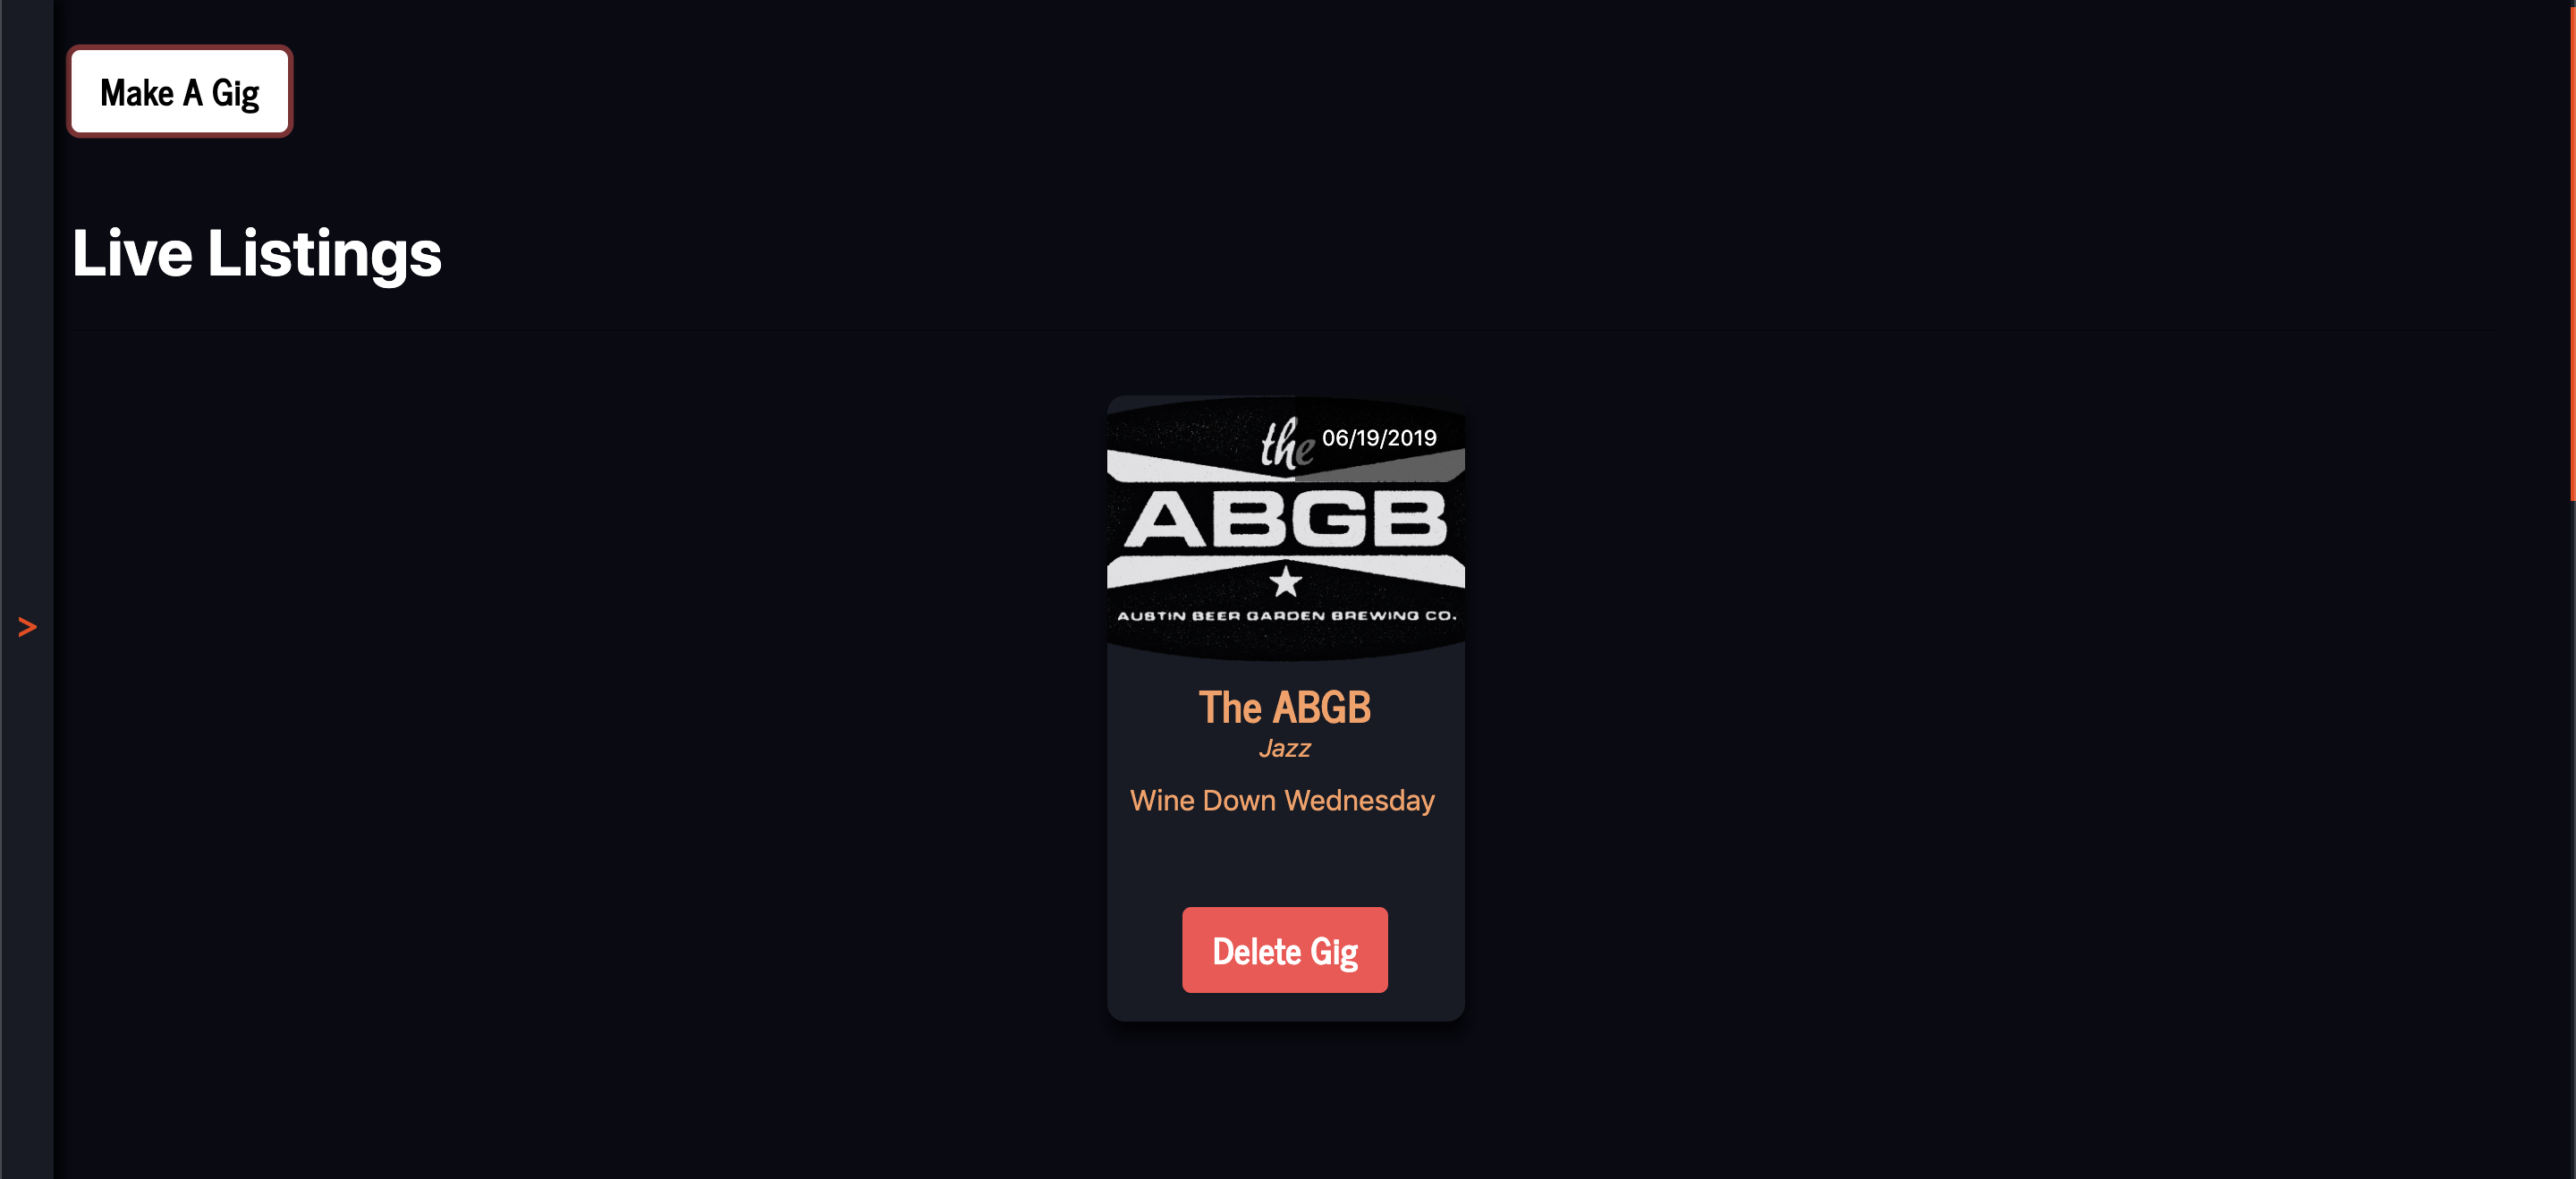 Make A Gig
Live Listings
the
06/19/2019
ABGB
AUSTIN BEER GARDEN BREWING CO.
>
The ABGB
Jazz
Wine Down Wednesday
Delete Gig